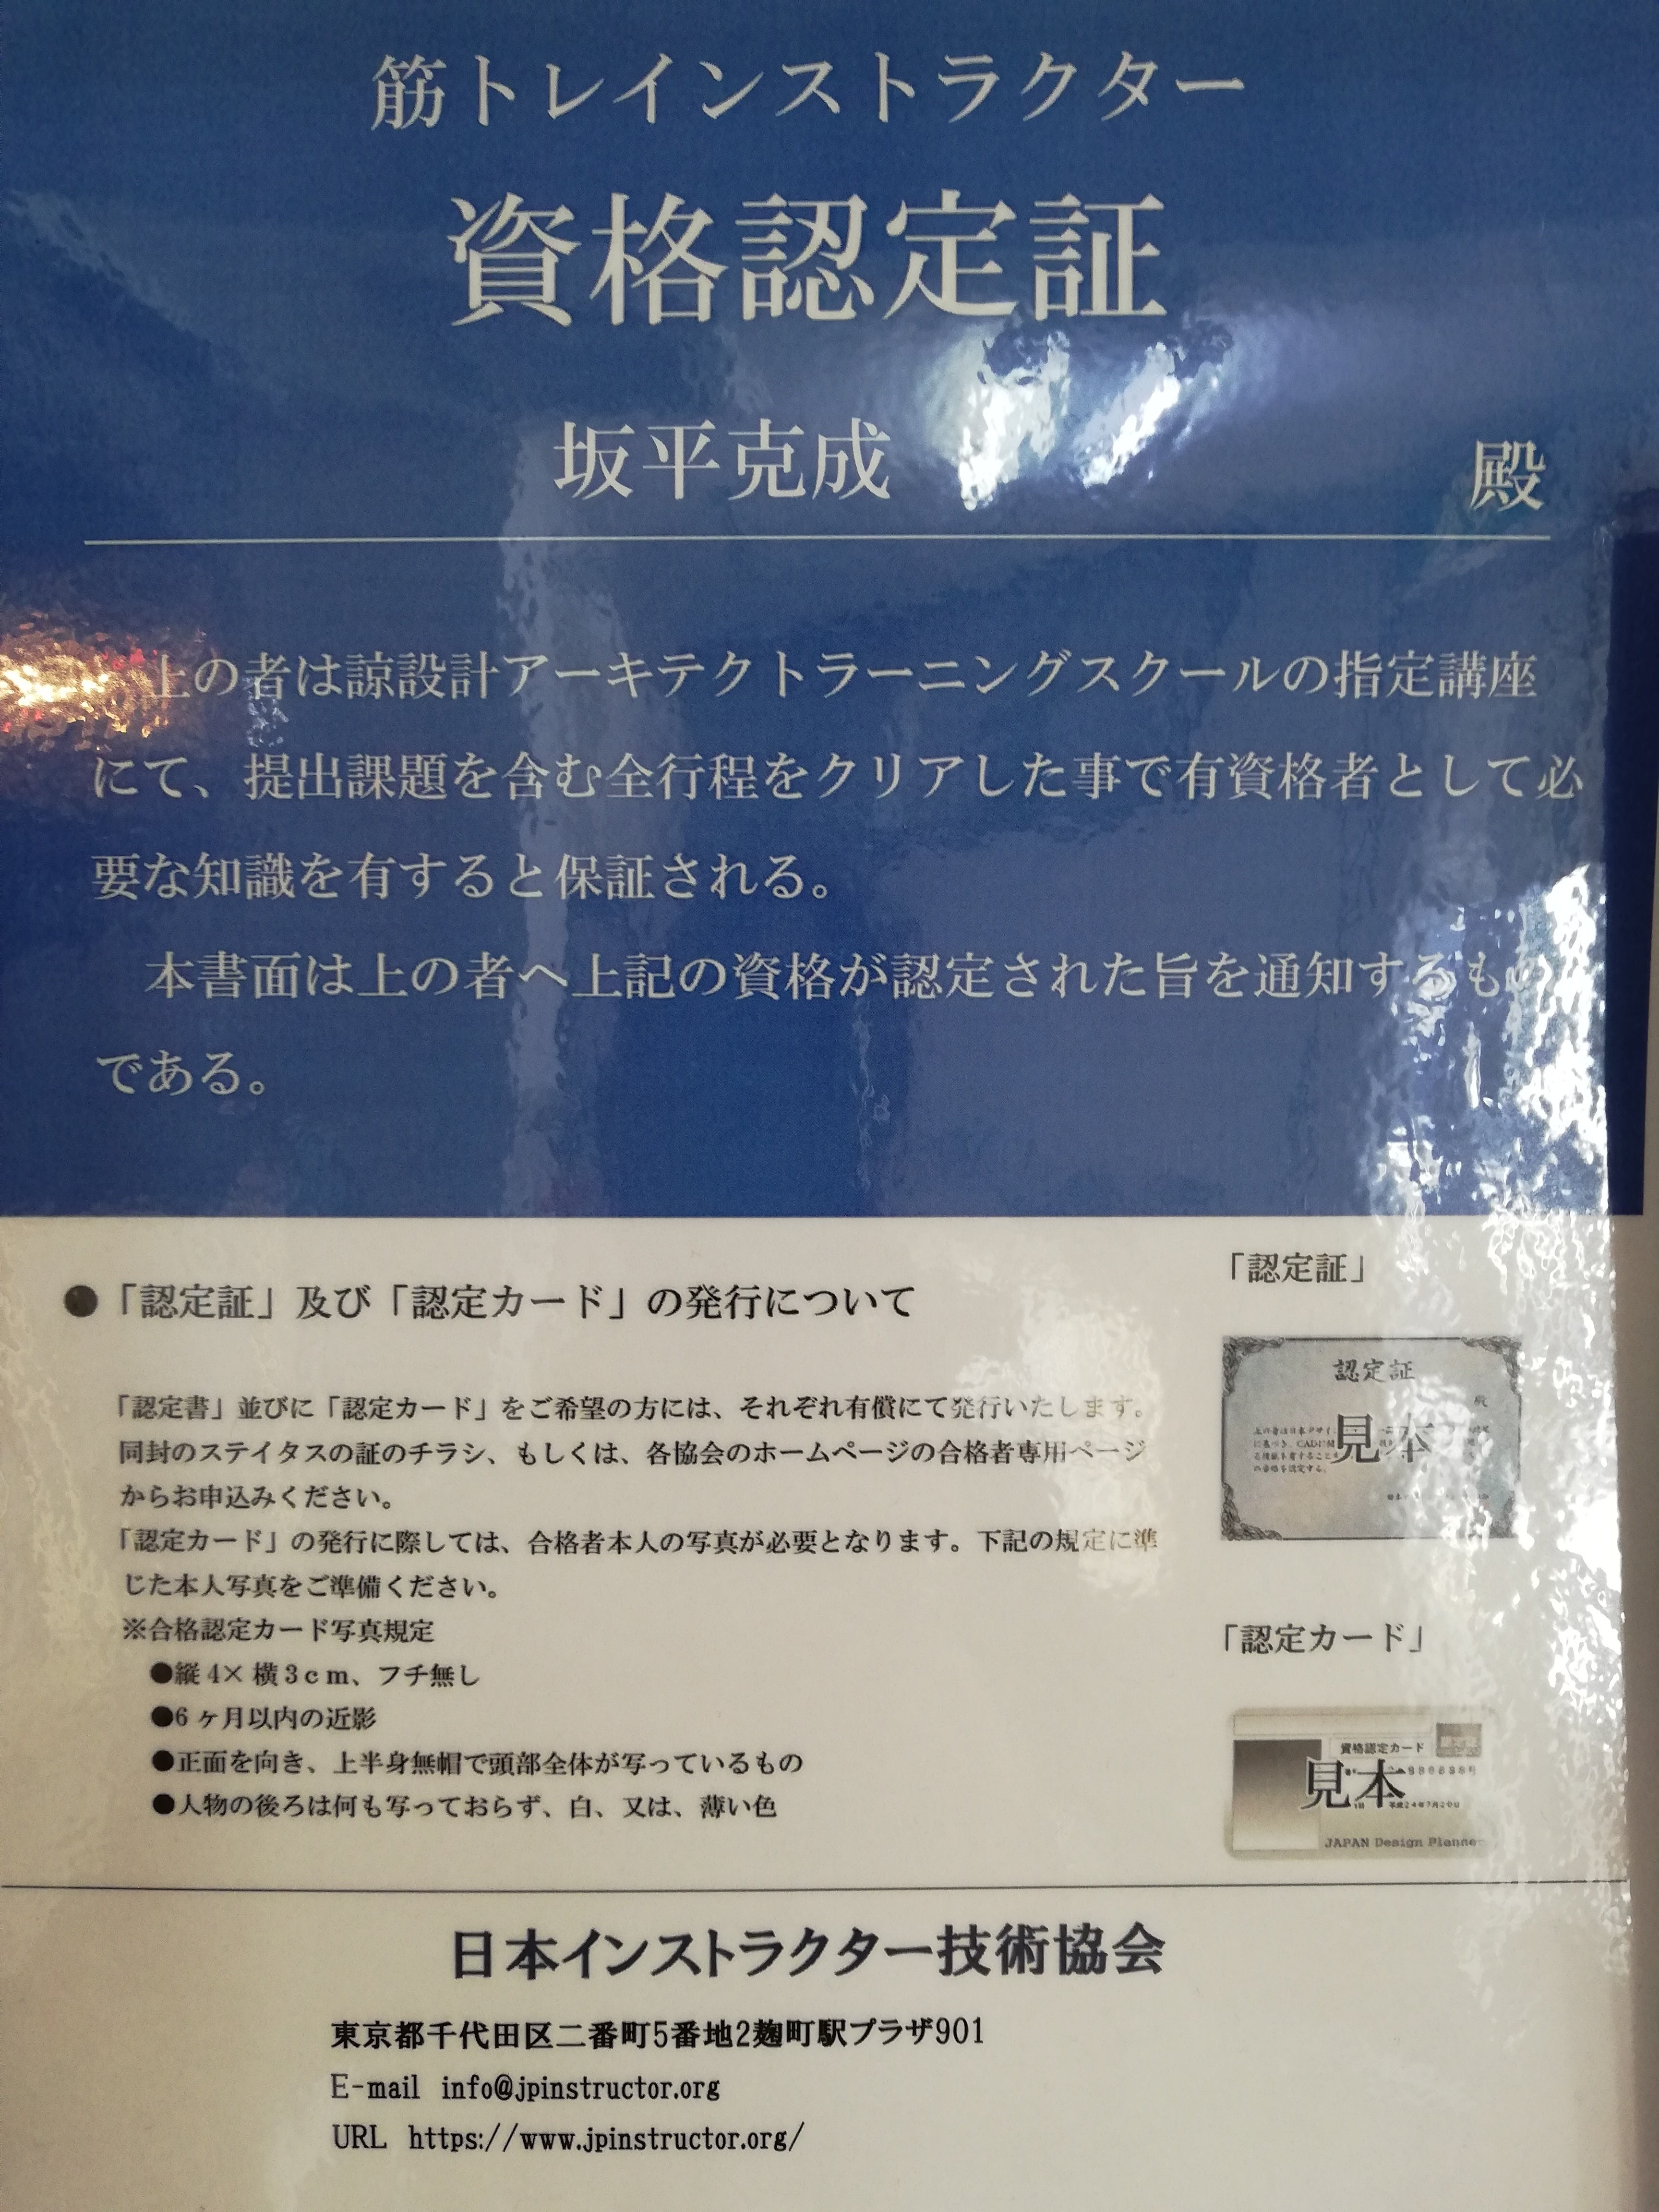 筋トレインストラクター
資格認定証
坂平克成 殿
上の者は諒設計アーキテクトラーニングスクールの指定講座
にて、提出課題を含む全行程をクリアした事で有資格者として必
要な知識を有すると保証される。
本書面は上の者へ上記の資格が認定された旨を通知するもの
である。
●「認定証」及び「認定カード」の発行について
「認定書」並びに「認定カード」をご希望の方には、それぞれ有償にて発行いたします。
同封のステイタスの証のチラシ、もしくは、各協会のホームページの合格者専用ページ
からお申込みください。
「認定カード」の発行に際しては、合格者本人の写真が必要となります。下記の規定に準
じた本人写真をご準備ください。
※合格認定カード写真規定
●縦4×横3cm、フチ無し
●6ヶ月以内の近影
●正面を向き、上半身無帽で頭部全体が写っているもの
●人物の後ろは何も写っておらず、白、又は、薄い色
「認定証」
認定証
殿
見本
「認定カード」
資格認定カード
見本
JAPAN Design Planner
日本インストラクター技術協会
東京都千代田区二番町5番地2麹町駅プラザ901
E-mail info@jpinstructor.org
URL https://www.jpinstructor.org/